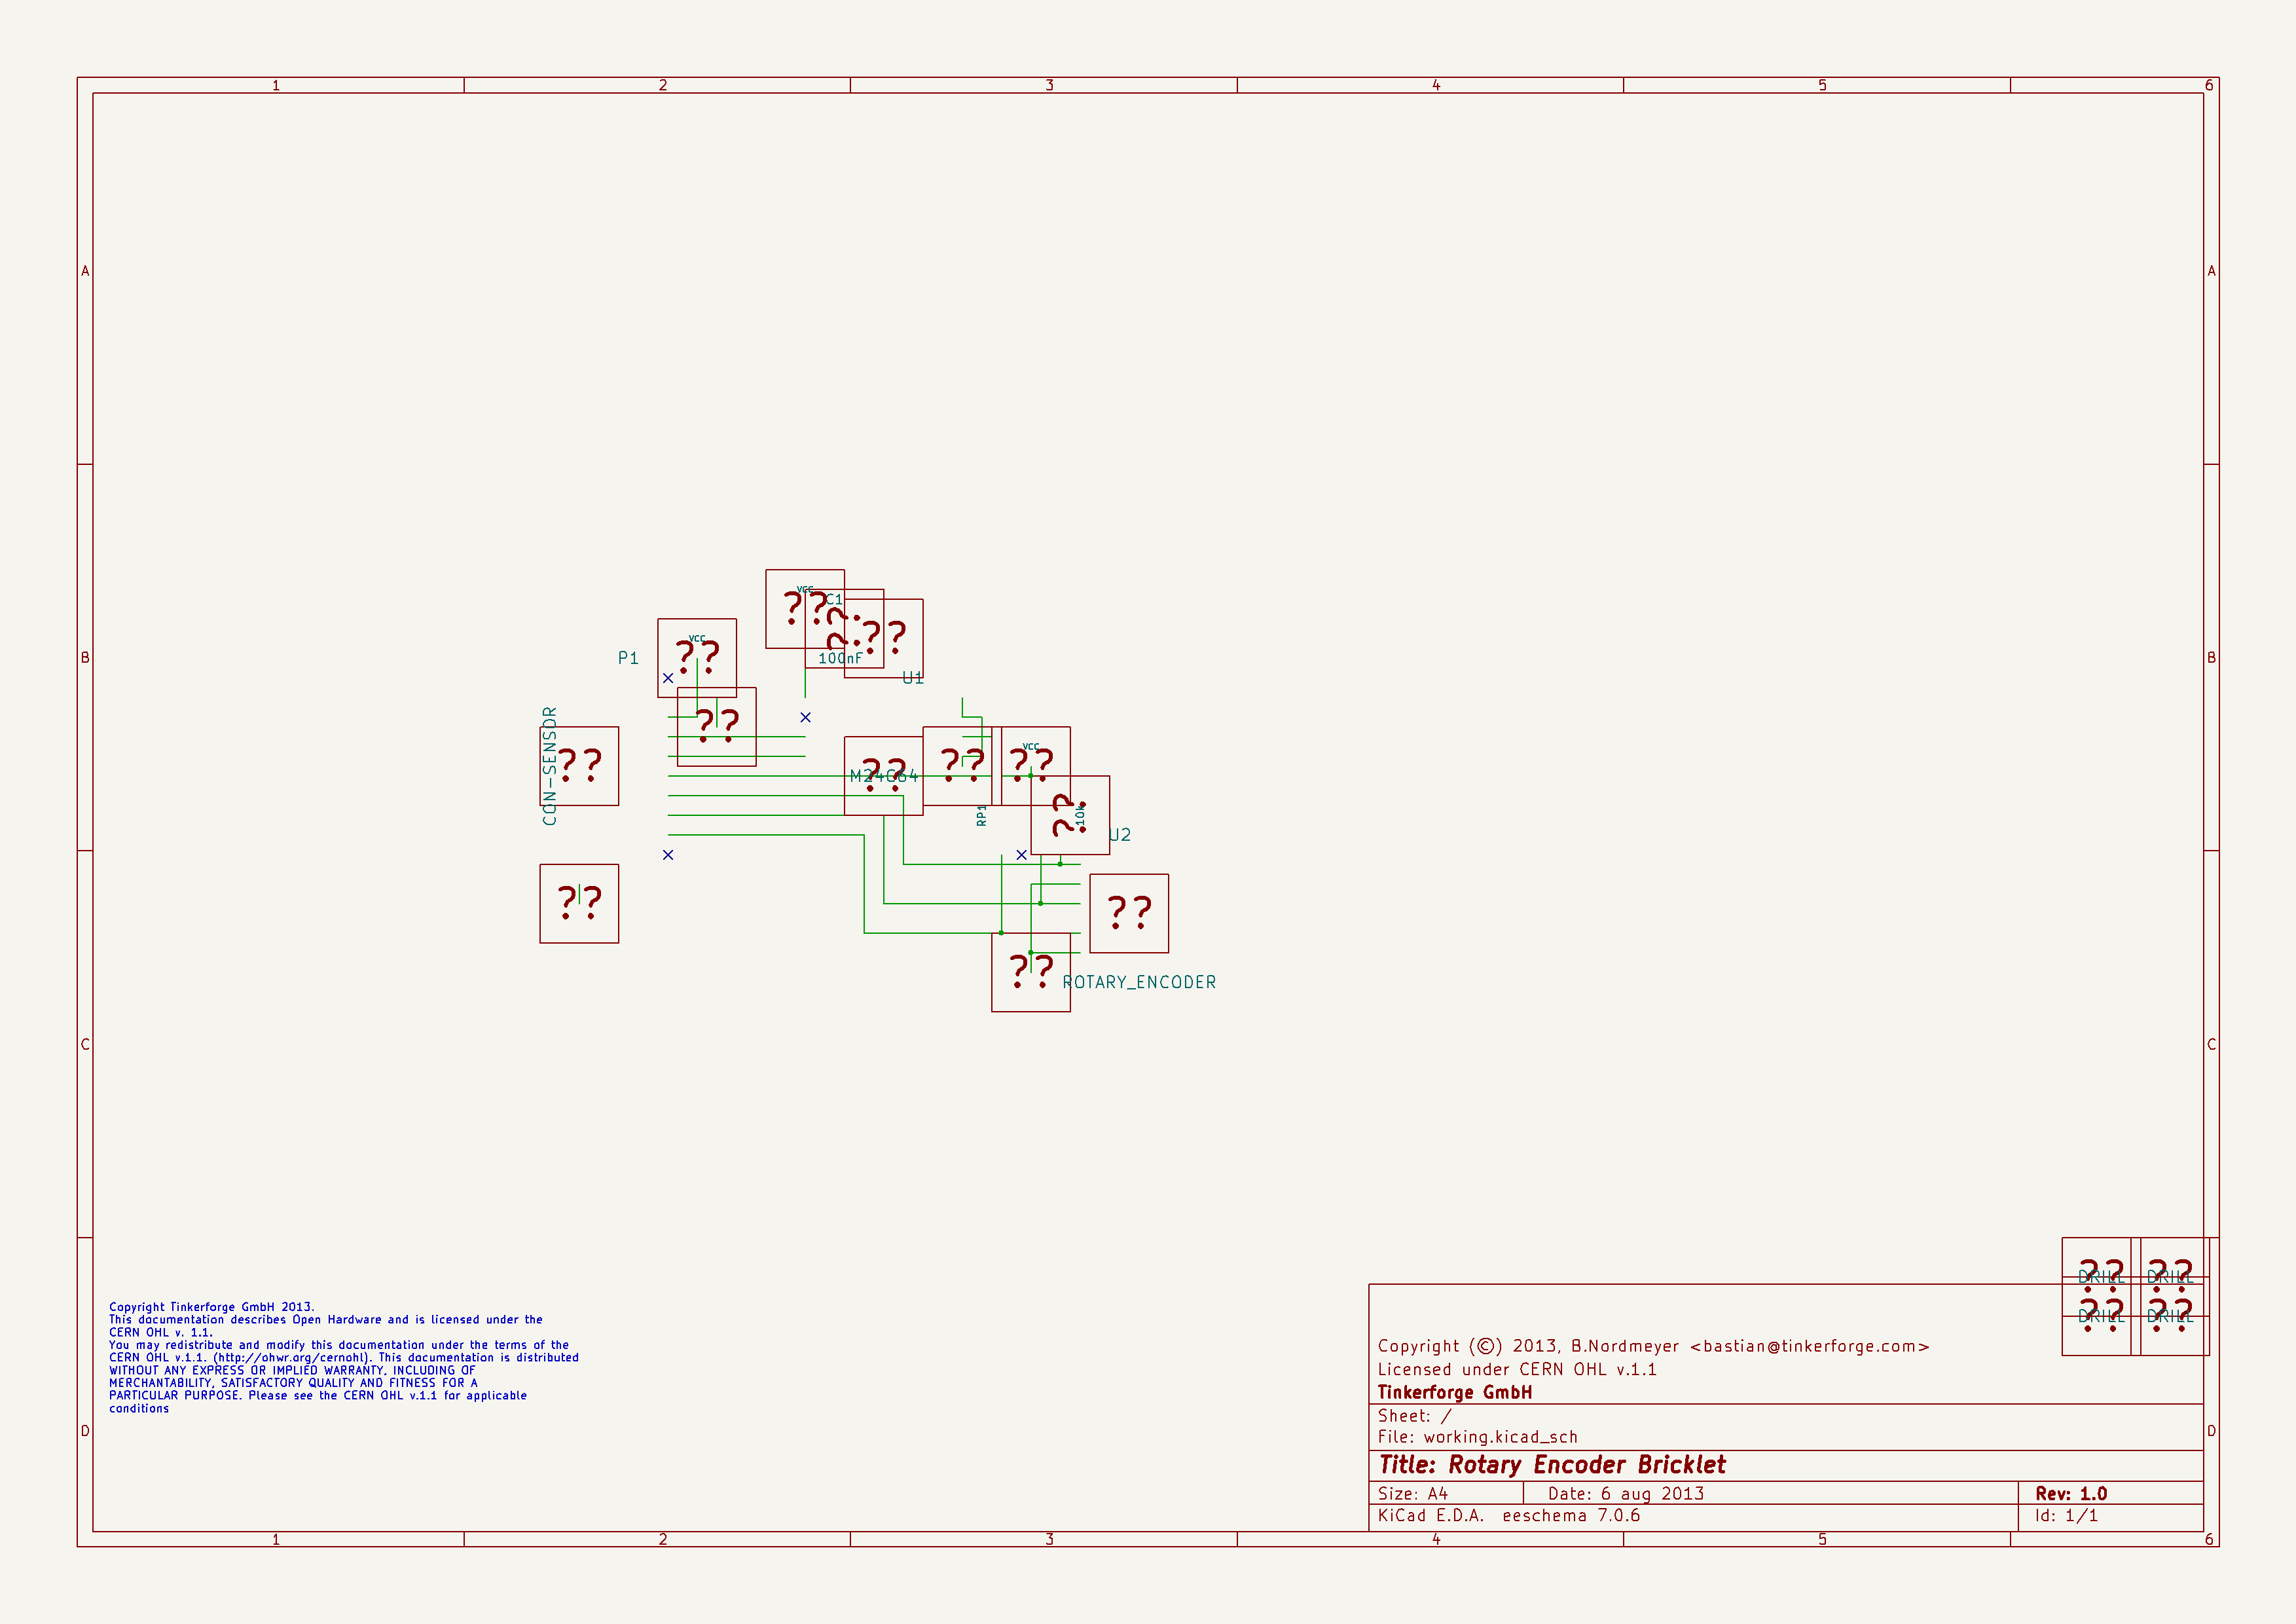 1 2 3 4 5 6
A A
VCC
C1
??
??
??
VCC
??
B P1 100nF B
U1
CON-SENSOR
??
??
VCC
??
??
M24C64
??
??
RP1
10k
U2
??
??
??
ROTARY_ENCODER
C C
??
??
DRILL
DRILL
??
??
DRILL
DRILL
Copyright Tinkerforge GmbH 2013.
This documentation describes Open Hardware and is licensed under the
CERN OHL v. 1.1.
You may redistribute and modify this documentation under the terms of the
CERN OHL v.1.1. (http://ohwr.org/cernohl). This documentation is distributed
WITHOUT ANY EXPRESS OR IMPLIED WARRANTY, INCLUDING OF
MERCHANTABILITY, SATISFACTORY QUALITY AND FITNESS FOR A
PARTICULAR PURPOSE. Please see the CERN OHL v.1.1 for applicable
conditions
Copyright (©) 2013, B.Nordmeyer <bastian@tinkerforge.com>
Licensed under CERN OHL v.1.1
Tinkerforge GmbH
Sheet: /
File: working.kicad_sch
D D
Title: Rotary Encoder Bricklet
Size: A4 Date: 6 aug 2013 Rev: 1.0
KiCad E.D.A. eeschema 7.0.6 Id: 1/1
1 2 3 4 5 6